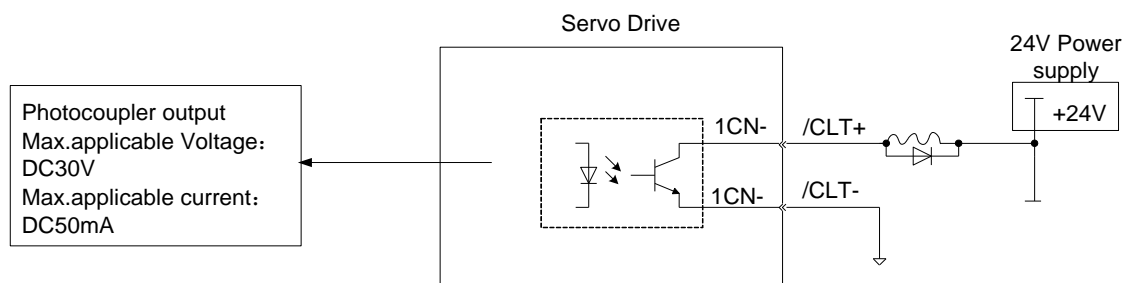 Servo Drive
24V Power
supply
+24V
Photocoupler output
Max.applicable Voltage：
DC30V
Max.applicable current：
DC50mA
1CN-
/CLT+
1CN-
/CLT-